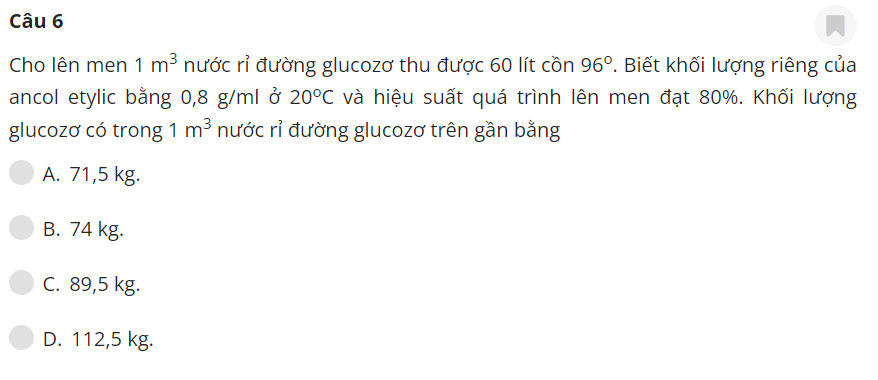 Câu 6
Cho lên men 1 m³ nước rỉ đường glucozơ thu được 60 lít cồn 96°. Biết khối lượng riêng của
ancol etylic bằng 0,8 g/ml ở 20°C và hiệu suất quá trình lên men đạt 80%. Khối lượng
glucozơ có trong 1 m³ nước rỉ đường glucozơ trên gần bằng
A. 71,5 kg.
B. 74 kg.
C. 89,5 kg.
D. 112,5 kg.